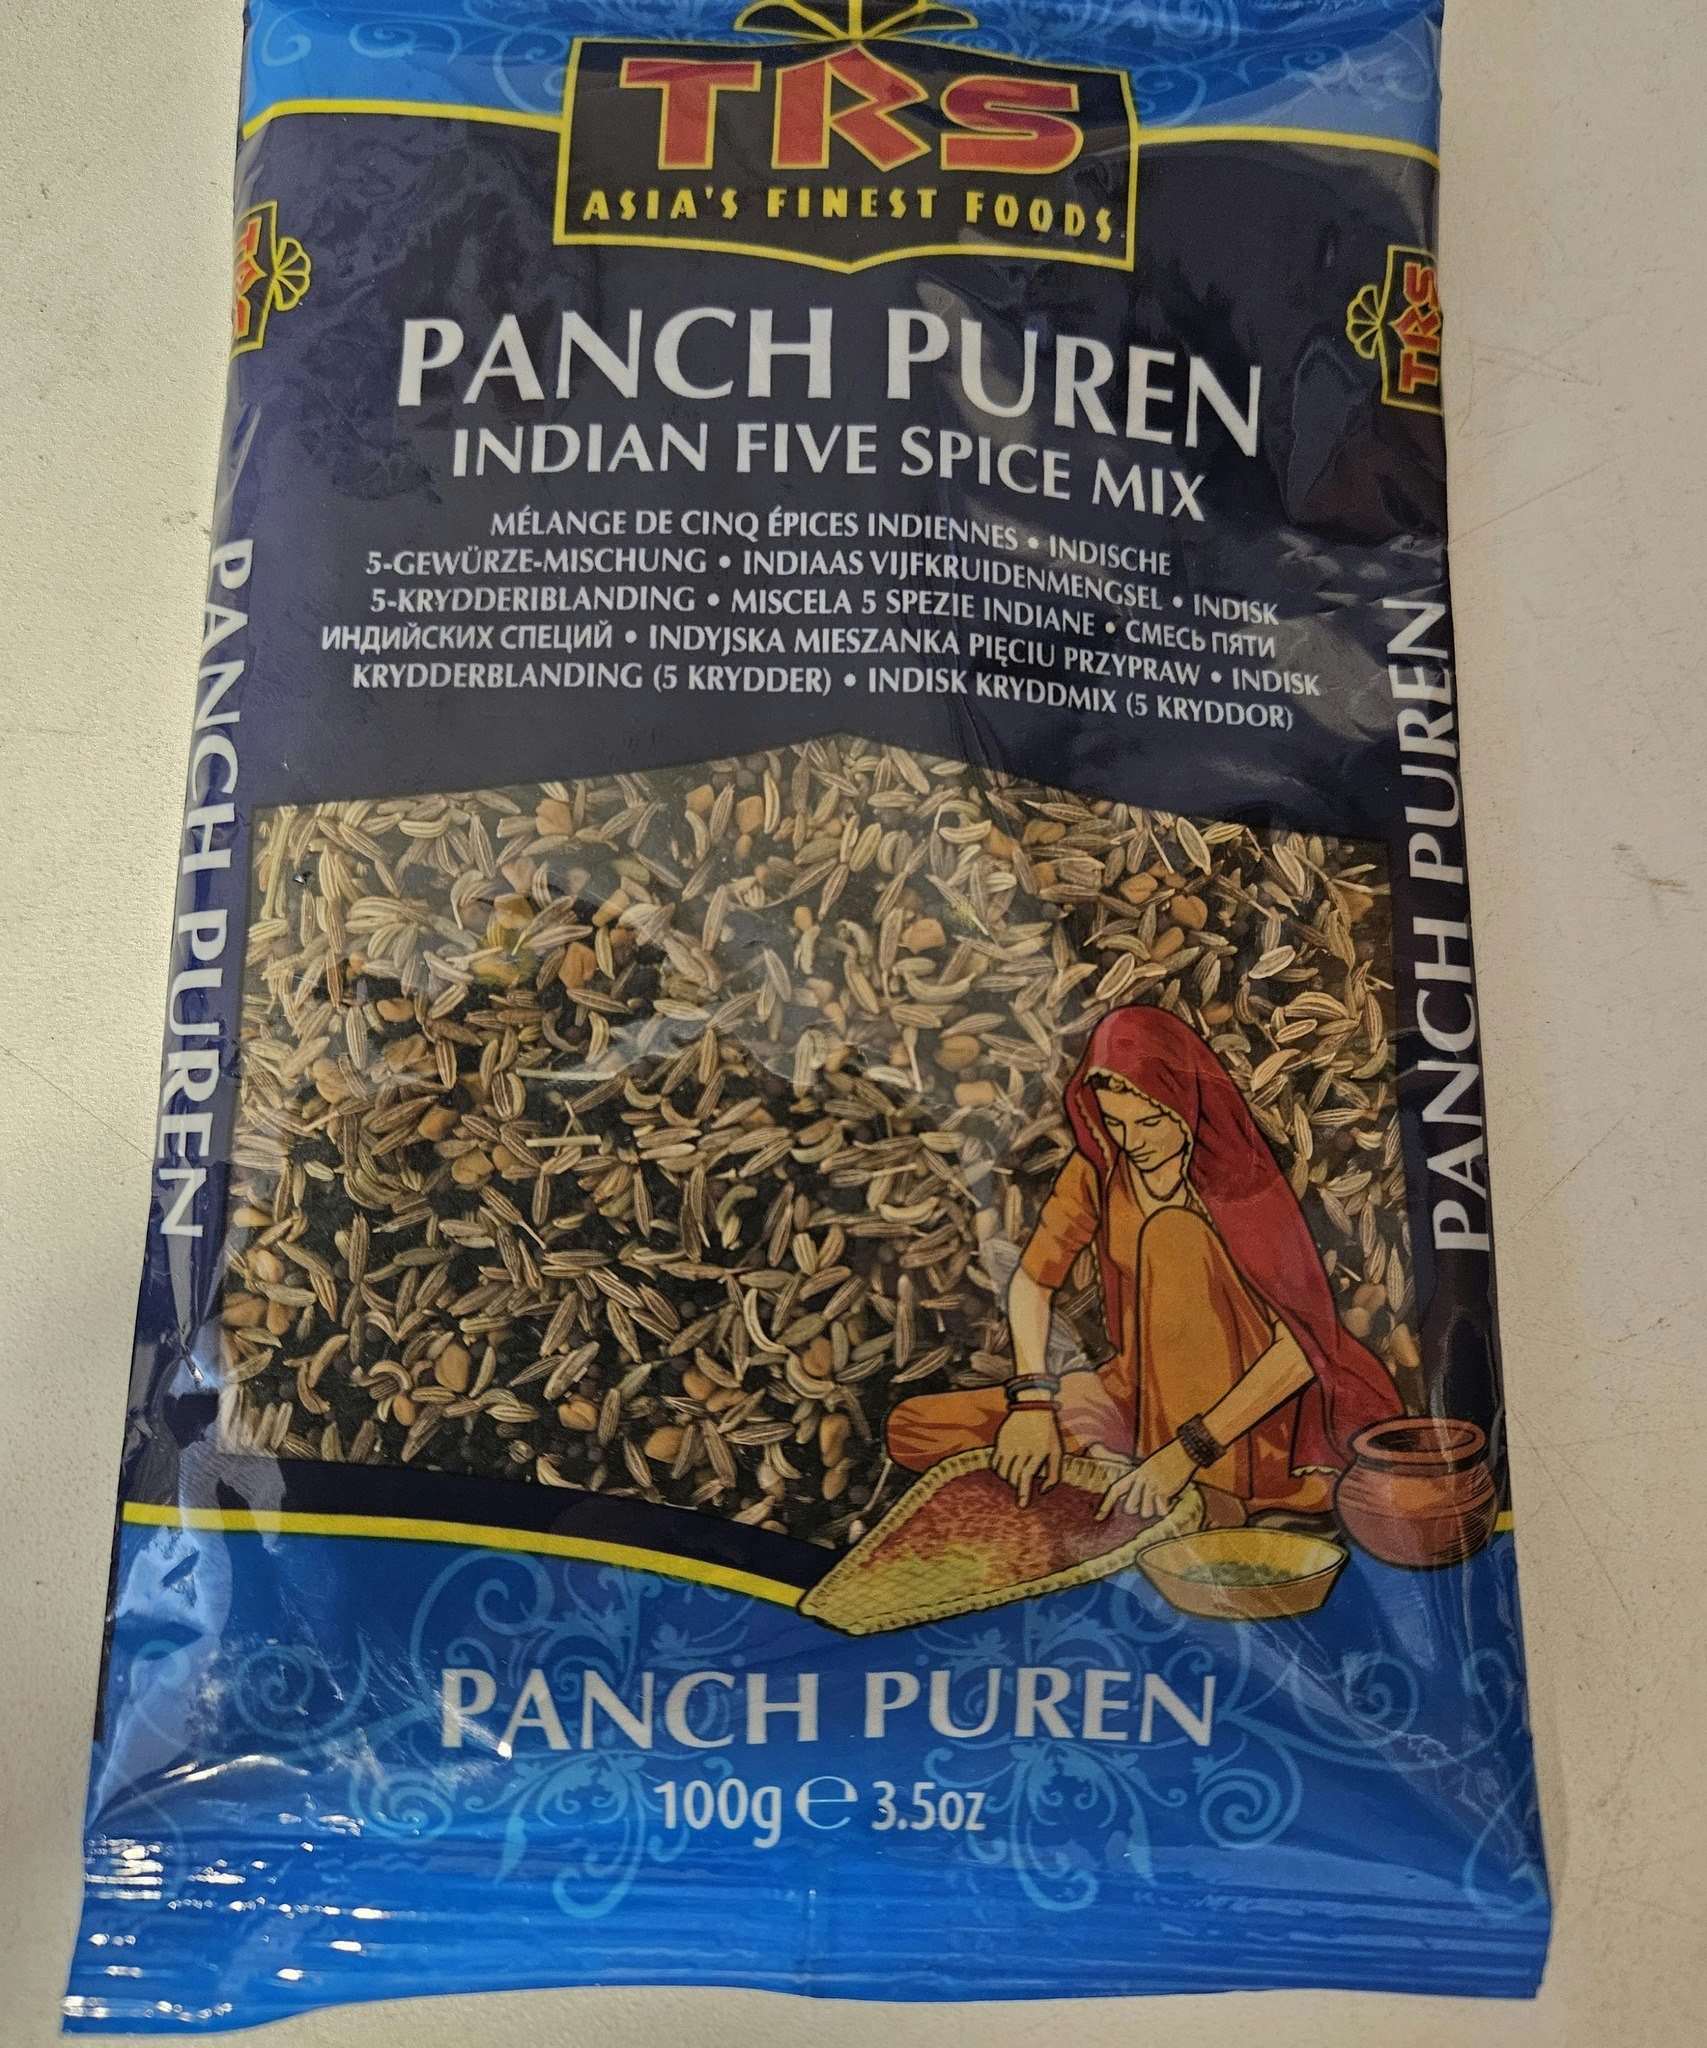 TRS
ASIA'S FINEST FOODS
PANCH PUREN
INDIAN FIVE SPICE MIX
MÉLANGE DE CINQ ÉPICES INDIENNES • INDISCHE
5-GEWÜRZE-MISCHUNG • INDIAAS VIJFKRUIDENMENGSEL • INDISK
5-KRYDDERIBLANDING • MISCELA 5 SPEZIE INDIANE • СМЕСЬ ПЯТИ
ИНДИЙСКИХ СПЕЦИЙ • INDYJSKA MIESZANKA PIĘCIU PRZYPRAW • INDISK
KRYDDERBLANDING (5 KRYDDER) • INDISK KRYDDMIX (5 KRYDDOR)
TRS
PANCH PUREN
TRS
PANCH PUREN
PANCH PUREN
100g ℮ 3.5oz